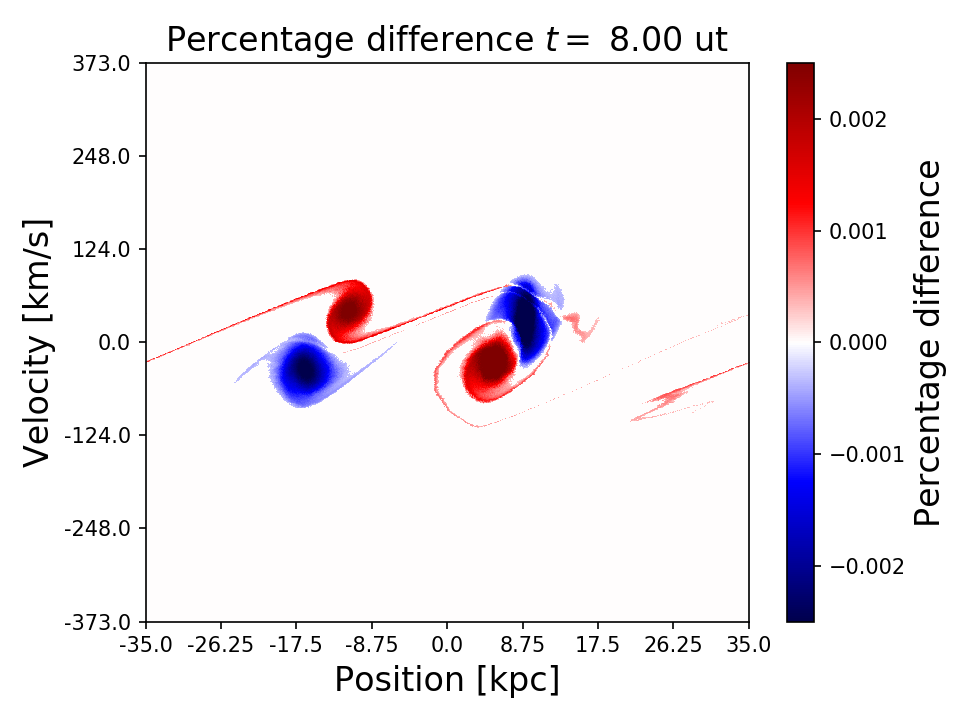 Percentage difference t = 8.00 ut
373.0
248.0
124.0
0.0
-124.0
-248.0
-373.0
Velocity [km/s]
-35.0 -26.25 -17.5 -8.75 0.0 8.75 17.5 26.25 35.0
Position [kpc]
0.002
0.001
0.000
−0.001
−0.002
Percentage difference